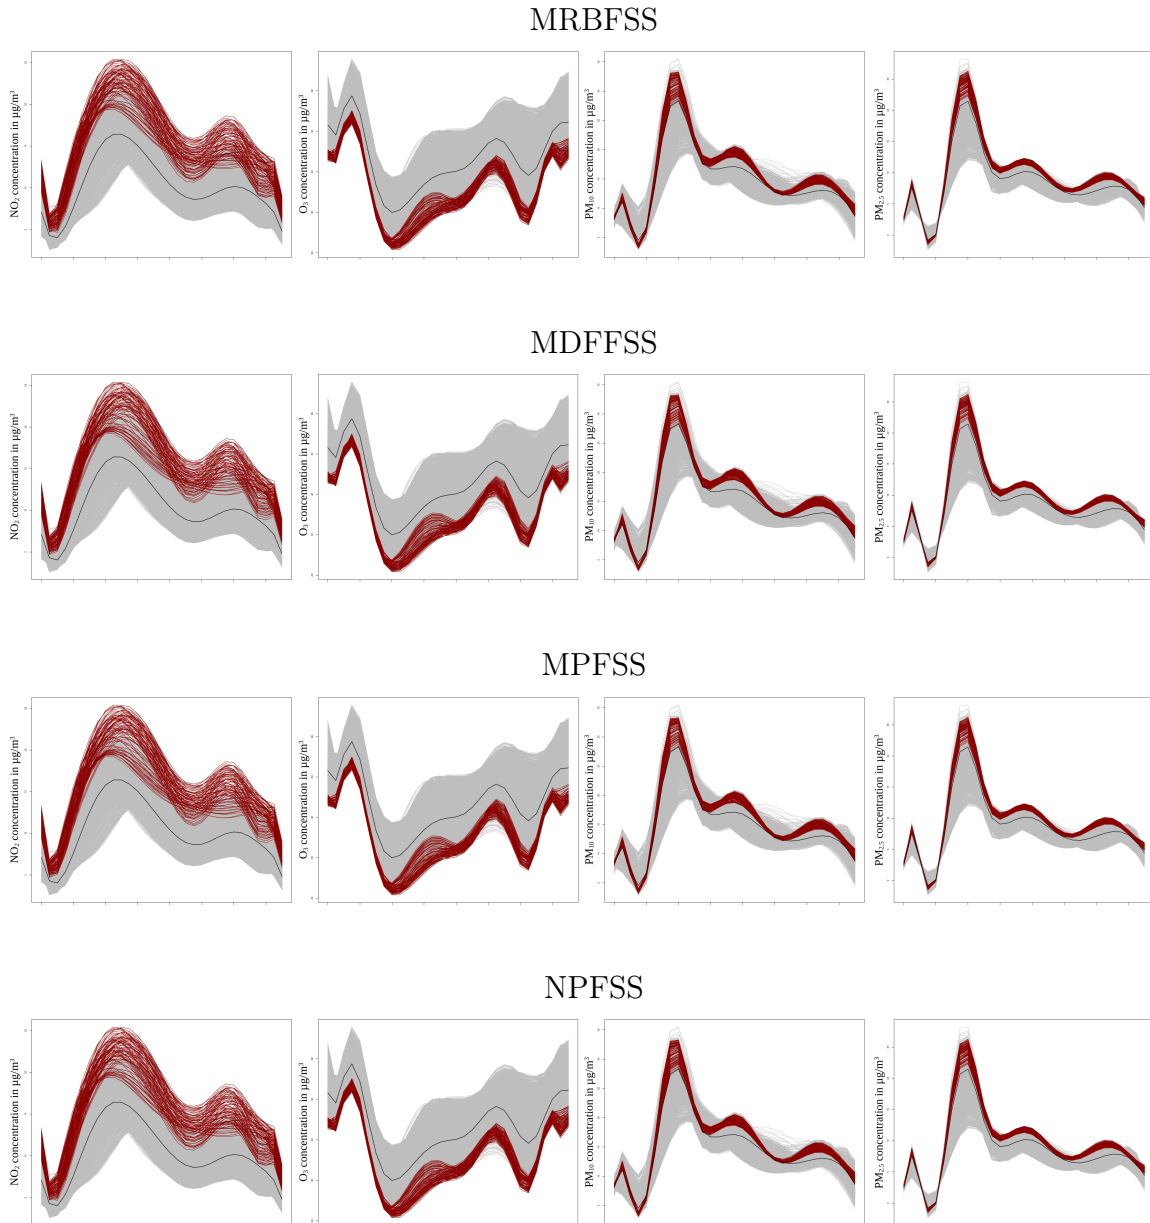 MRBFSS
NO₂ concentration in µg/m³
O₃ concentration in µg/m³
PM₁₀ concentration in µg/m³
PM₂.₅ concentration in µg/m³
MDFFSS
NO₂ concentration in µg/m³
O₃ concentration in µg/m³
PM₁₀ concentration in µg/m³
PM₂.₅ concentration in µg/m³
MPFSS
NO₂ concentration in µg/m³
O₃ concentration in µg/m³
PM₁₀ concentration in µg/m³
PM₂.₅ concentration in µg/m³
NPFSS
NO₂ concentration in µg/m³
O₃ concentration in µg/m³
PM₁₀ concentration in µg/m³
PM₂.₅ concentration in µg/m³